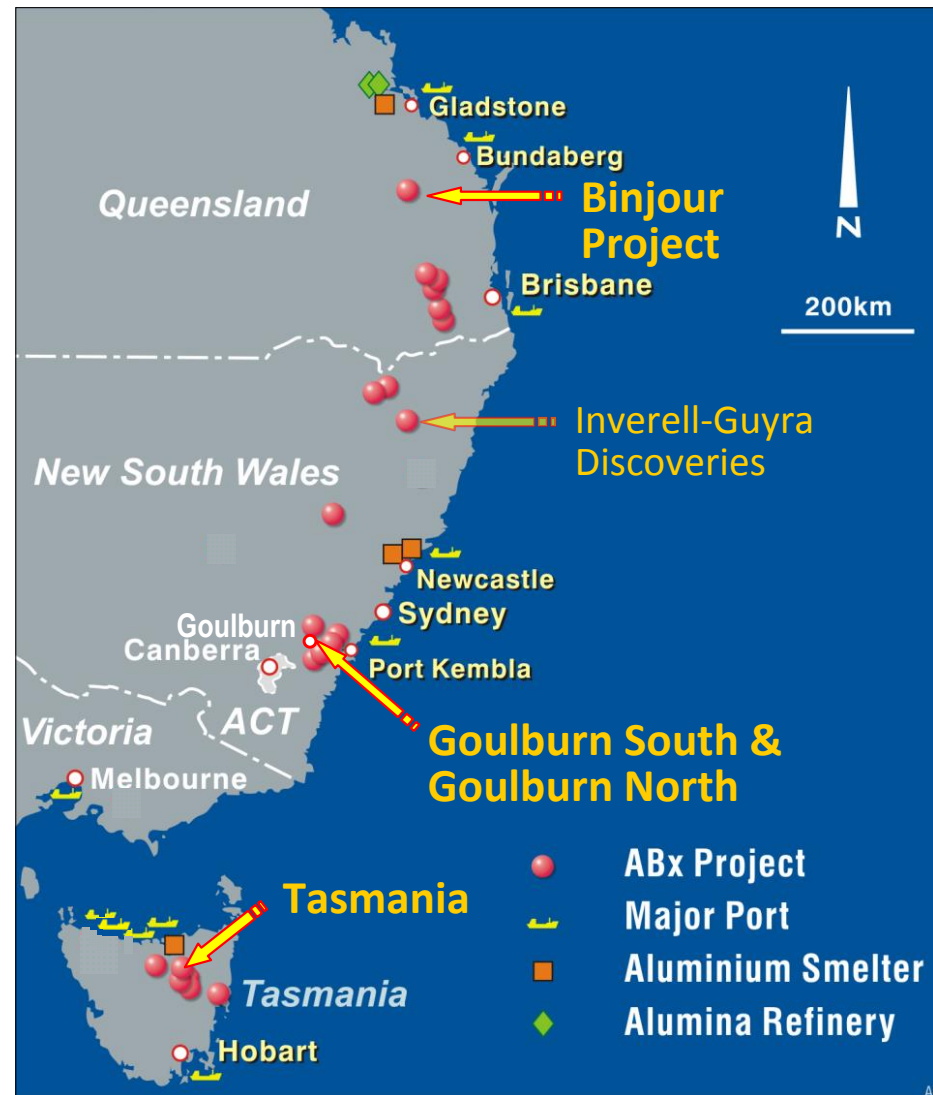 Gladstone
Bundaberg
Queensland
Binjour
Project
Brisbane
N
200km
Inverell-Guyra
Discoveries
New South Wales
Newcastle
Sydney
Goulburn
Canberra
Port Kembla
ACT
Victoria
Melbourne
Goulburn South &
Goulburn North
ABx Project
Major Port
Aluminium Smelter
Alumina Refinery
Tasmania
Tasmania
Hobart
A